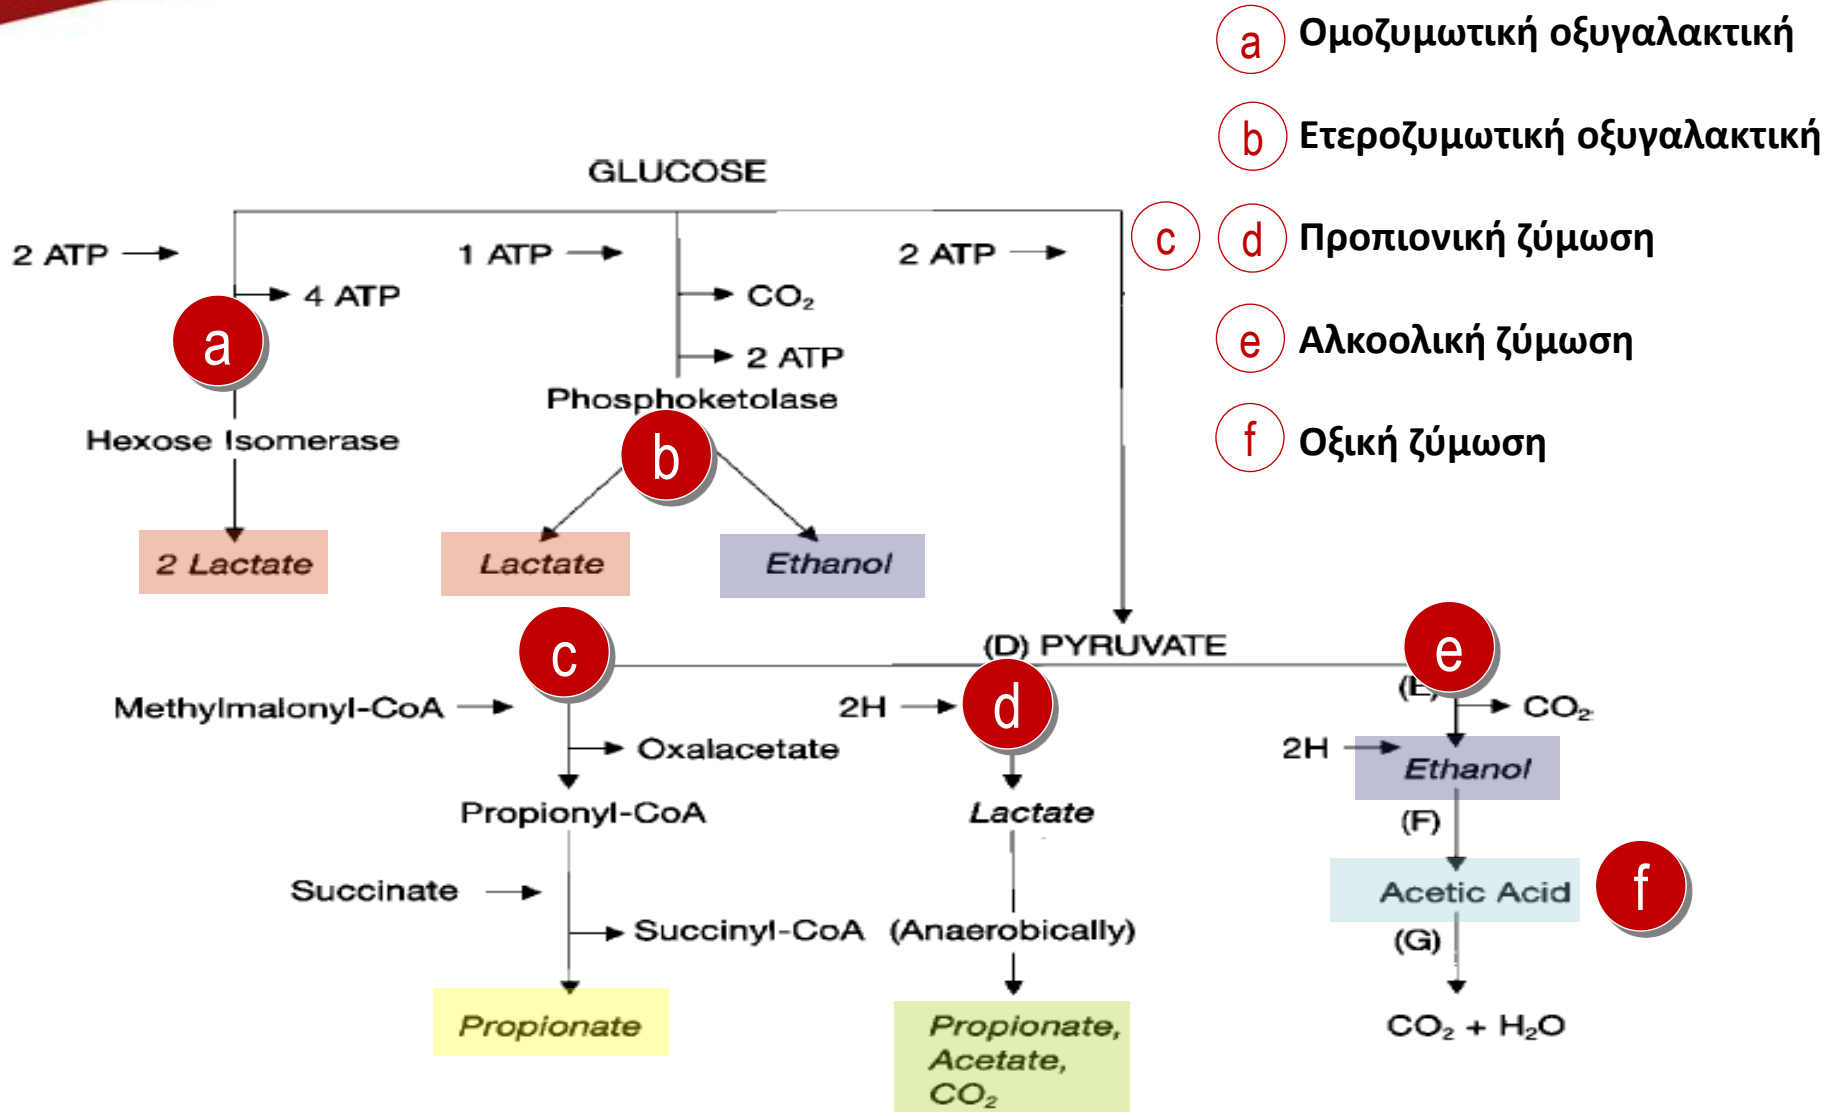 a Ομοζυμωτική οξυγαλακτική
b Ετεροζυμωτική οξυγαλακτική
c d Προπιονική ζύμωση
e Αλκοολική ζύμωση
f Οξική ζύμωση
GLUCOSE
2 ATP
1 ATP
2 ATP
4 ATP
CO₂
a
2 ATP
Phosphoketolase
Hexose Isomerase
b
2 Lactate
Lactate
Ethanol
c
(D) PYRUVATE
e
(E)
Methylmalonyl-CoA
2H
d
CO₂
Oxalacetate
2H
Ethanol
Propionyl-CoA
Lactate
(F)
Succinate
Acetic Acid
f
Succinyl-CoA
(Anaerobically)
(G)
Propionate
Propionate,
Acetate,
CO₂
CO₂ + H₂O